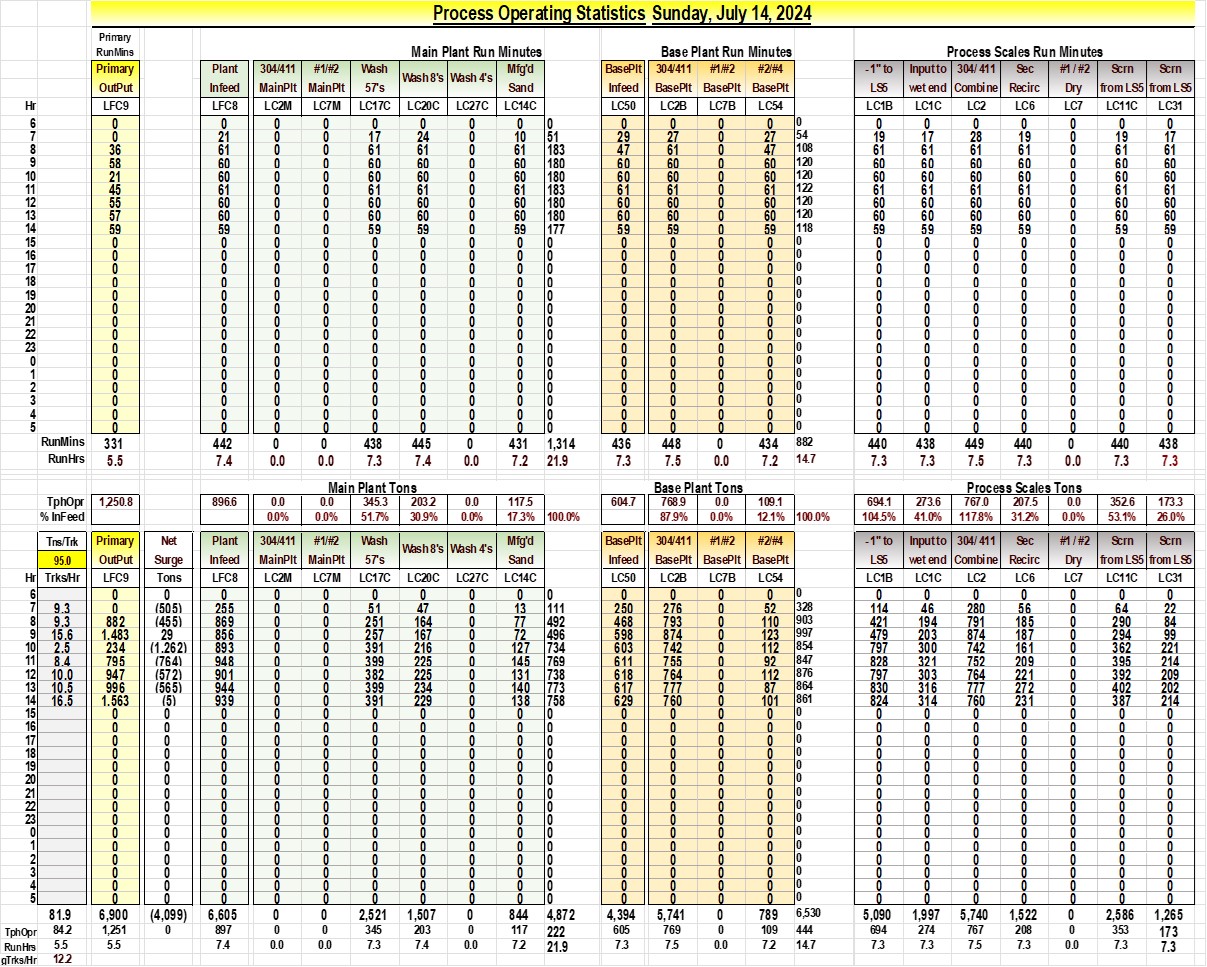 Process Operating Statistics Sunday, July 14, 2024
Primary
RunMins Main Plant Run Minutes Base Plant Run Minutes Process Scales Run Minutes
Primary Plant 304/411 #1/#2 Wash Wash 8's Wash 4's Mfg'd BasePlt 304/411 #1/#2 #2/#4 -1" to Input to 304/ 411 Sec #1 / #2 Scrn Scrn
OutPut Infeed MainPlt MainPlt 57's Sand Infeed BasePlt BasePlt BasePlt LS5 wet end Combine Recirc Dry from LS5 from LS5
Hr LFC9 LFC8 LC2M LC7M LC17C LC20C LC27C LC14C LC50 LC2B LC7B LC54 LC1B LC1C LC2 LC6 LC7 LC11C LC31
6 0 0 0 0 0 0 0 0 0 0 0 0 0 0 0 0 0 0 0 0 0
7 0 21 0 0 17 24 0 10 51 29 27 0 27 54 19 17 28 19 0 19 17
8 36 61 0 0 61 61 0 61 183 47 61 0 47 108 61 61 61 61 0 61 61
9 58 60 0 0 60 60 0 60 180 60 60 0 60 120 60 60 60 60 0 60 60
10 21 60 0 0 60 60 0 60 180 60 60 0 60 120 60 60 60 60 0 60 60
11 45 61 0 0 61 61 0 61 183 61 61 0 61 122 61 61 61 61 0 61 61
12 55 60 0 0 60 60 0 60 180 60 60 0 60 120 60 60 60 60 0 60 60
13 57 60 0 0 60 60 0 60 180 60 60 0 60 120 60 60 60 60 0 60 60
14 59 59 0 0 59 59 0 59 177 59 59 0 59 118 59 59 59 59 0 59 59
15 0 0 0 0 0 0 0 0 0 0 0 0 0 0 0 0 0 0 0 0 0
16 0 0 0 0 0 0 0 0 0 0 0 0 0 0 0 0 0 0 0 0 0
17 0 0 0 0 0 0 0 0 0 0 0 0 0 0 0 0 0 0 0 0 0
18 0 0 0 0 0 0 0 0 0 0 0 0 0 0 0 0 0 0 0 0 0
19 0 0 0 0 0 0 0 0 0 0 0 0 0 0 0 0 0 0 0 0 0
20 0 0 0 0 0 0 0 0 0 0 0 0 0 0 0 0 0 0 0 0 0
21 0 0 0 0 0 0 0 0 0 0 0 0 0 0 0 0 0 0 0 0 0
22 0 0 0 0 0 0 0 0 0 0 0 0 0 0 0 0 0 0 0 0 0
23 0 0 0 0 0 0 0 0 0 0 0 0 0 0 0 0 0 0 0 0 0
0 0 0 0 0 0 0 0 0 0 0 0 0 0 0 0 0 0 0 0 0 0
1 0 0 0 0 0 0 0 0 0 0 0 0 0 0 0 0 0 0 0 0 0
2 0 0 0 0 0 0 0 0 0 0 0 0 0 0 0 0 0 0 0 0 0
3 0 0 0 0 0 0 0 0 0 0 0 0 0 0 0 0 0 0 0 0 0
4 0 0 0 0 0 0 0 0 0 0 0 0 0 0 0 0 0 0 0 0 0
5 0 0 0 0 0 0 0 0 0 0 0 0 0 0 0 0 0 0 0 0 0
RunMins 331 442 0 0 438 445 0 431 1,314 436 448 0 434 882 440 438 449 440 0 440 438
RunHrs 5.5 7.4 0.0 0.0 7.3 7.4 0.0 7.2 21.9 7.3 7.5 0.0 7.2 14.7 7.3 7.3 7.5 7.3 0.0 7.3 7.3
Main Plant Tons Base Plant Tons Process Scales Tons
TphOpr 1,250.8 896.6 0.0 0.0 345.3 203.2 0.0 117.5 604.7 768.9 0.0 109.1 694.1 273.6 767.0 207.5 0.0 352.6 173.3
% InFeed 0.0% 0.0% 51.7% 30.9% 0.0% 17.3% 100.0% 87.9% 0.0% 12.1% 100.0% 104.5% 41.0% 117.8% 31.2% 0.0% 53.1% 26.0%
Tns/Trk Primary Net Plant 304/411 #1/#2 Wash Wash 8's Wash 4's Mfg'd BasePlt 304/411 #1/#2 #2/#4 -1" to Input to 304/ 411 Sec #1 / #2 Scrn Scrn
95.0 OutPut Surge Infeed MainPlt MainPlt 57's Sand Infeed BasePlt BasePlt BasePlt LS5 wet end Combine Recirc Dry from LS5 from LS5
Hr Trks/Hr LFC9 Tons LFC8 LC2M LC7M LC17C LC20C LC27C LC14C LC50 LC2B LC7B LC54 LC1B LC1C LC2 LC6 LC7 LC11C LC31
6 0 0 0 0 0 0 0 0 0 0 0 0 0 0 0 0 0 0 0 0 0 0
7 9.3 0 (505) 255 0 0 51 47 0 13 111 250 276 0 52 328 114 46 280 56 0 64 22
8 9.3 882 (455) 869 0 0 251 164 0 77 492 468 793 0 110 903 421 194 791 185 0 290 84
9 15.6 1,483 29 856 0 0 257 167 0 72 496 598 874 0 123 997 479 203 874 187 0 294 99
10 2.5 234 (1,262) 893 0 0 391 216 0 127 734 603 742 0 112 854 797 300 742 161 0 362 221
11 8.4 795 (764) 948 0 0 399 225 0 145 769 611 755 0 92 847 828 321 752 209 0 395 214
12 10.0 947 (572) 901 0 0 382 225 0 131 738 618 764 0 112 876 797 303 764 221 0 392 209
13 10.5 996 (565) 944 0 0 399 234 0 140 773 617 777 0 87 864 830 316 777 272 0 402 202
14 16.5 1,563 (5) 939 0 0 391 229 0 138 758 629 760 0 101 861 824 314 760 231 0 387 214
15 0 0 0 0 0 0 0 0 0 0 0 0 0 0 0 0 0 0 0 0 0 0
16 0 0 0 0 0 0 0 0 0 0 0 0 0 0 0 0 0 0 0 0 0 0
17 0 0 0 0 0 0 0 0 0 0 0 0 0 0 0 0 0 0 0 0 0 0
18 0 0 0 0 0 0 0 0 0 0 0 0 0 0 0 0 0 0 0 0 0 0
19 0 0 0 0 0 0 0 0 0 0 0 0 0 0 0 0 0 0 0 0 0 0
20 0 0 0 0 0 0 0 0 0 0 0 0 0 0 0 0 0 0 0 0 0 0
21 0 0 0 0 0 0 0 0 0 0 0 0 0 0 0 0 0 0 0 0 0 0
22 0 0 0 0 0 0 0 0 0 0 0 0 0 0 0 0 0 0 0 0 0 0
23 0 0 0 0 0 0 0 0 0 0 0 0 0 0 0 0 0 0 0 0 0 0
0 0 0 0 0 0 0 0 0 0 0 0 0 0 0 0 0 0 0 0 0 0 0
1 0 0 0 0 0 0 0 0 0 0 0 0 0 0 0 0 0 0 0 0 0 0
2 0 0 0 0 0 0 0 0 0 0 0 0 0 0 0 0 0 0 0 0 0 0
3 0 0 0 0 0 0 0 0 0 0 0 0 0 0 0 0 0 0 0 0 0 0
4 0 0 0 0 0 0 0 0 0 0 0 0 0 0 0 0 0 0 0 0 0 0
5 0 0 0 0 0 0 0 0 0 0 0 0 0 0 0 0 0 0 0 0 0 0
81.9 6,900 (4,099) 6,605 0 0 2,521 1,507 0 844 4,872 4,394 5,741 0 789 6,530 5,090 1,997 5,740 1,522 0 2,586 1,265
TphOpr 84.2 1,251 0 897 0 0 345 203 0 117 222 605 769 0 109 444 694 274 767 208 0 353 173
RunHrs 5.5 5.5 7.4 0.0 0.0 7.3 7.4 0.0 7.2 21.9 7.3 7.5 0.0 7.2 14.7 7.3 7.3 7.5 7.3 0.0 7.3 7.3
gTrks/Hr 12.2